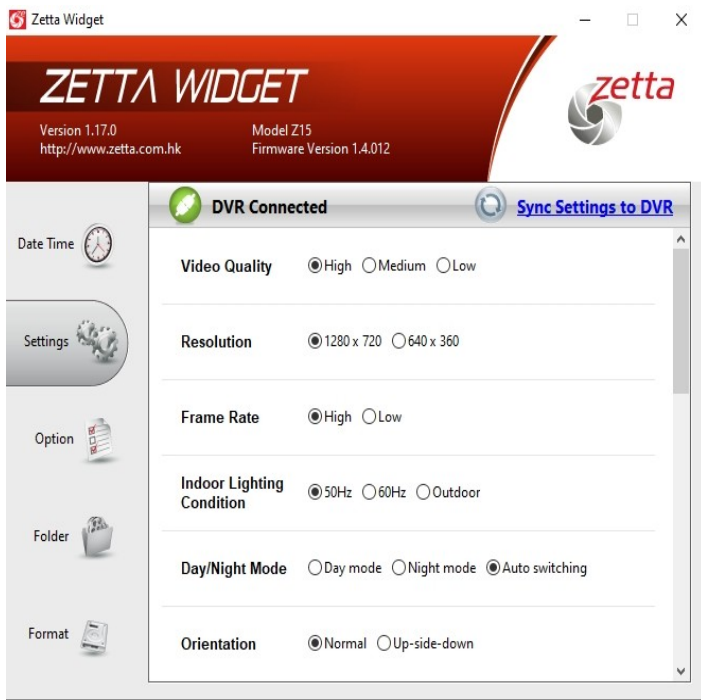 Zetta Widget
ZETTA WIDGET
zetta
Version 1.17.0 Model Z15
http://www.zetta.com.hk Firmware Version 1.4.012
DVR Connected Sync Settings to DVR
Date Time
Settings
Option
Folder
Format
Video Quality High Medium Low
Resolution 1280 x 720 640 x 360
Frame Rate High Low
Indoor Lighting
Condition 50Hz 60Hz Outdoor
Day/Night Mode Day mode Night mode Auto switching
Orientation Normal Up-side-down